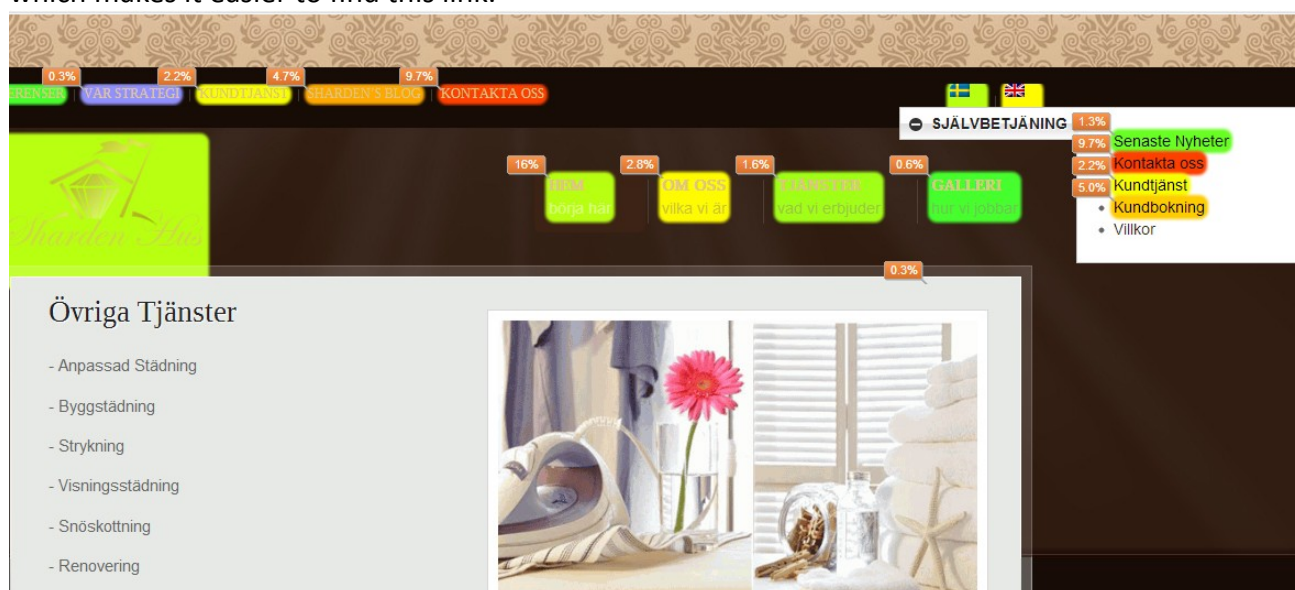 which makes it easier to find this link.
0.3% 2.2% 4.7% 9.7%
RENSER VÅR STRATEGI KUNDTJÄNST SHARDEN'S BLOG KONTAKTA OSS
SJÄLVBETJÄNING
1.3%
Senaste Nyheter
9.7%
Kontakta oss
2.2%
Kundtjänst
5.0%
• Kundbokning
• Villkor
Sharden Hus
16% 2.8% 1.6% 0.6%
HEM OM OSS TJÄNSTER GALLERI
börja här vilka vi är vad vi erbjuder hur vi jobbar
0.3%
Övriga Tjänster
- Anpassad Städning
- Byggstädning
- Strykning
- Visningsstädning
- Snöskottning
- Renovering